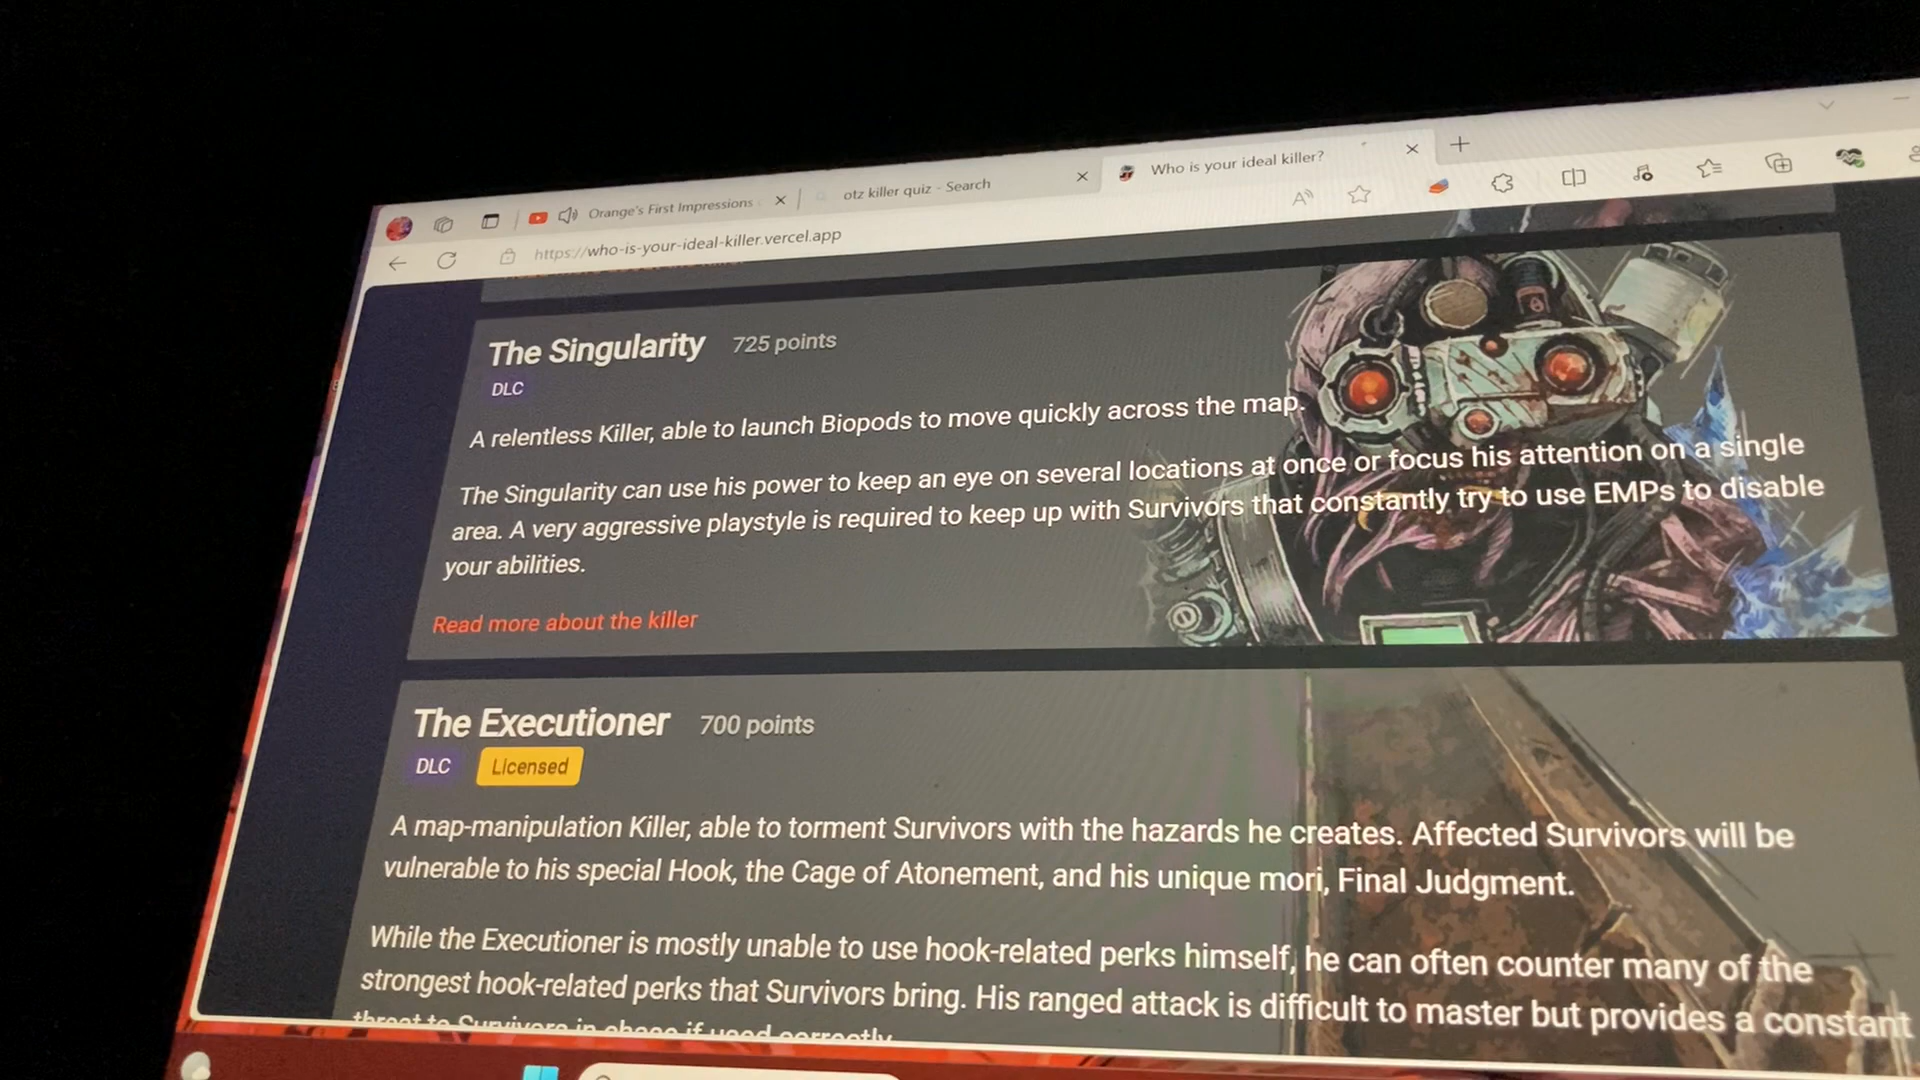 Orange's First Impressions
otz killer quiz - Search
Who is your ideal killer?
https://who-is-your-ideal-killer.vercel.app
The Singularity 725 points
DLC
A relentless Killer, able to launch Biopods to move quickly across the map.
The Singularity can use his power to keep an eye on several locations at once or focus his attention on a single
area. A very aggressive playstyle is required to keep up with Survivors that constantly try to use EMPs to disable
your abilities.
Read more about the killer
The Executioner 700 points
DLC Licensed
A map-manipulation Killer, able to torment Survivors with the hazards he creates. Affected Survivors will be
vulnerable to his special Hook, the Cage of Atonement, and his unique mori, Final Judgment.
While the Executioner is mostly unable to use hook-related perks himself, he can often counter many of the
strongest hook-related perks that Survivors bring. His ranged attack is difficult to master but provides a constant
threat to Survivors in chase if used correctly.